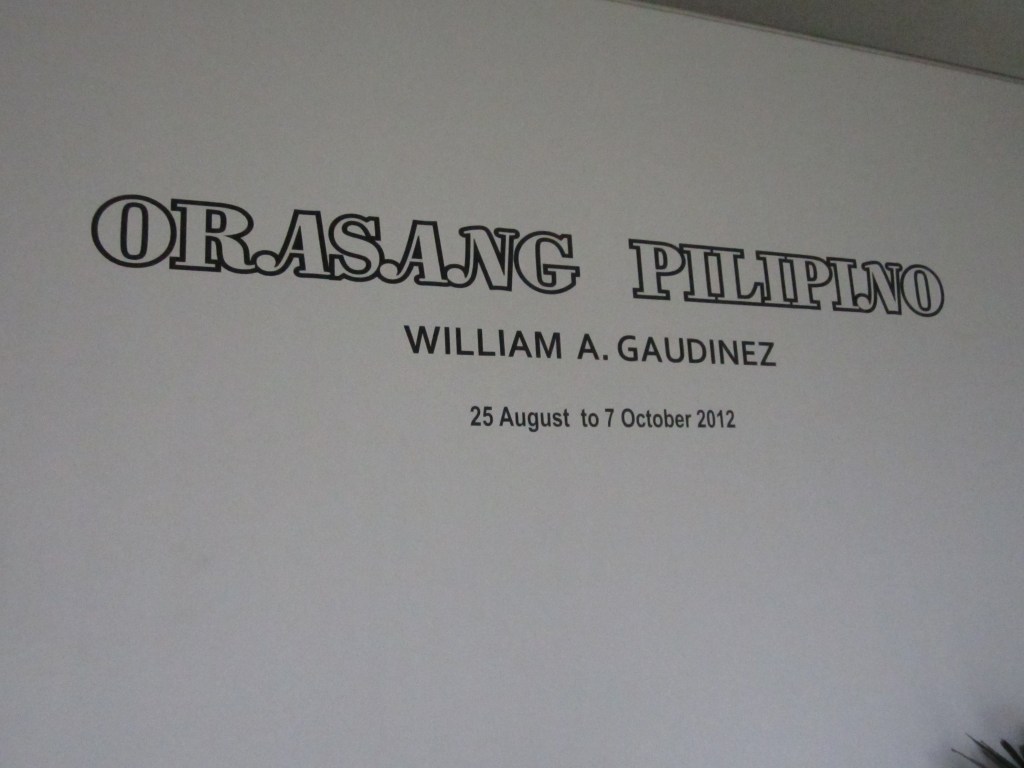 ORASANG PILIPINO
WILLIAM A. GAUDINEZ
25 August to 7 October 2012